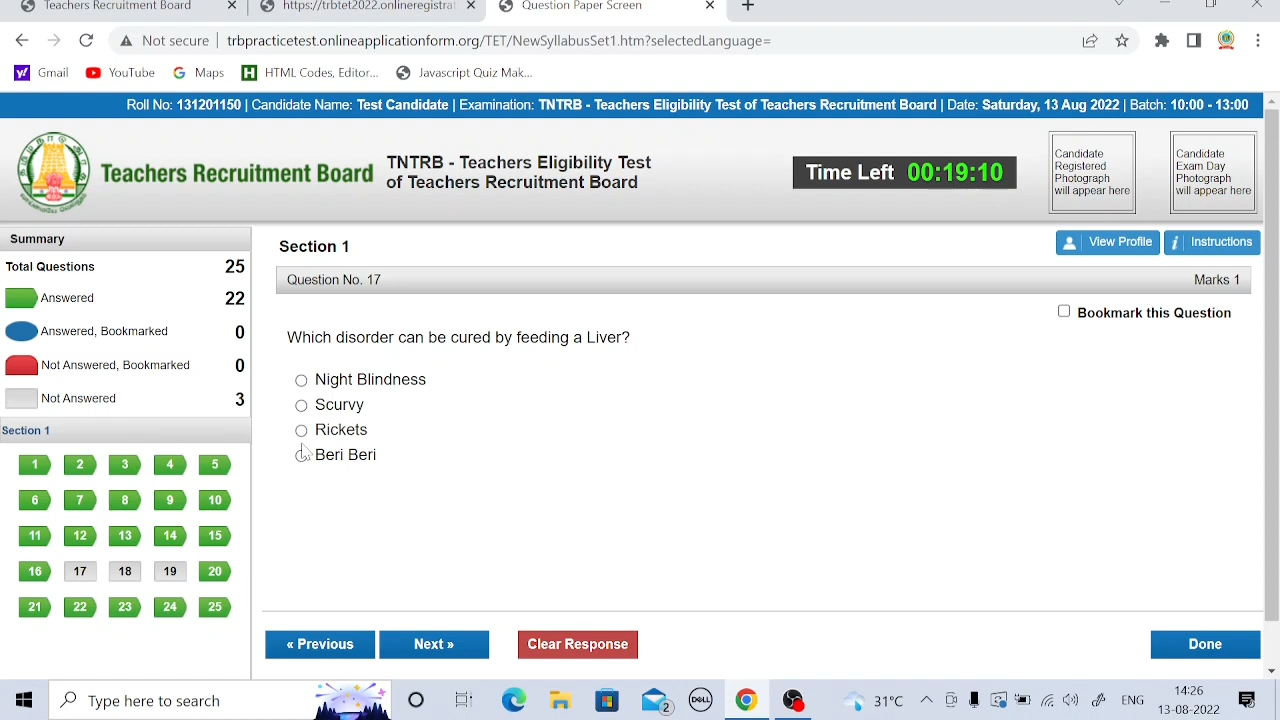 Teachers Recruitment Board
https://trbtet2022.onlineregistrat
Question Paper Screen
Not secure
trbpracticetest.onlineapplicationform.org/TET/NewSyllabusSet1.htm?selectedLanguage=
Gmail
YouTube
Maps
HTML Codes, Editor...
Javascript Quiz Mak...
Roll No: 131201150 | Candidate Name: Test Candidate | Examination: TNTRB - Teachers Eligibility Test of Teachers Recruitment Board | Date: Saturday, 13 Aug 2022 | Batch: 10:00 - 13:00
Teachers Recruitment Board
TNTRB - Teachers Eligibility Test
of Teachers Recruitment Board
Time Left 00:19:10
Candidate
Registered
Photograph
will appear here
Candidate
Exam Day
Photograph
will appear here
Summary
Total Questions 25
Answered 22
Answered, Bookmarked 0
Not Answered, Bookmarked 0
Not Answered 3
Section 1
1 2 3 4 5
6 7 8 9 10
11 12 13 14 15
16 17 18 19 20
21 22 23 24 25
Section 1
View Profile
Instructions
Question No. 17
Marks 1
Bookmark this Question
Which disorder can be cured by feeding a Liver?
Night Blindness
Scurvy
Rickets
Beri Beri
« Previous
Next »
Clear Response
Done
Type here to search
2
DELL
31°C
ENG
14:26
13-08-2022